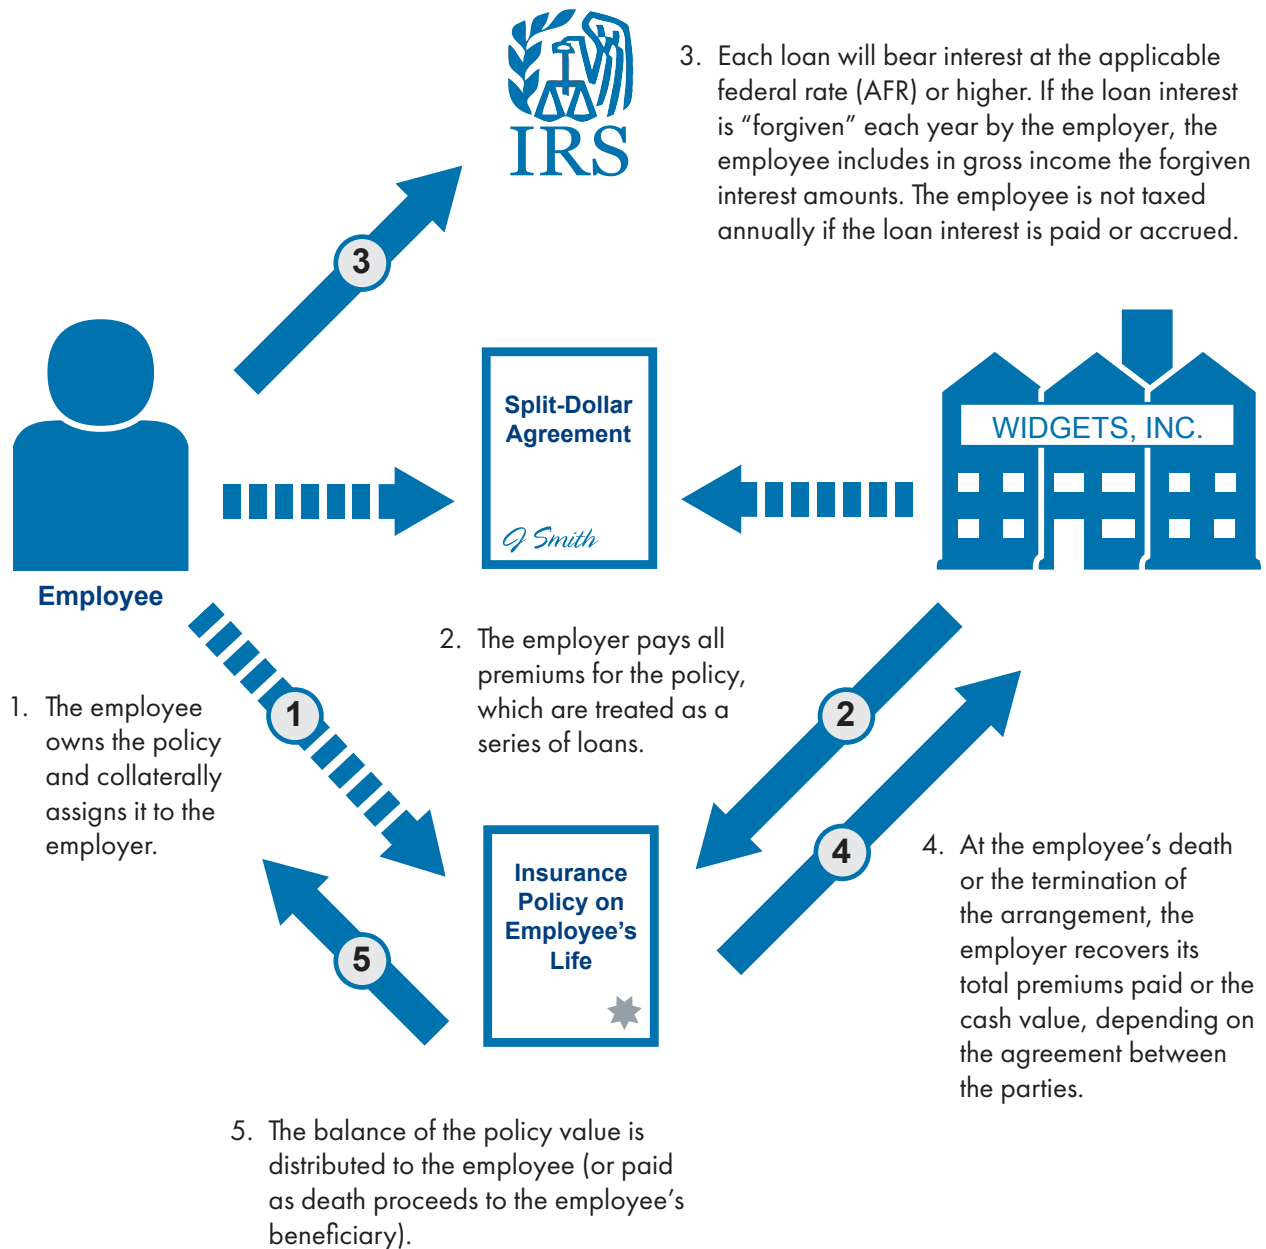 IRS
3. Each loan will bear interest at the applicable
federal rate (AFR) or higher. If the loan interest
is “forgiven” each year by the employer, the
employee includes in gross income the forgiven
interest amounts. The employee is not taxed
annually if the loan interest is paid or accrued.
3
Split-Dollar
Agreement
J Smith
WIDGETS, INC.
Employee
1. The employee
owns the policy
and collaterally
assigns it to the
employer.
1
2. The employer pays all
premiums for the policy,
which are treated as a
series of loans.
2
4
Insurance
Policy on
Employee’s
Life
5
4. At the employee’s death
or the termination of
the arrangement, the
employer recovers its
total premiums paid or the
cash value, depending on
the agreement between
the parties.
5. The balance of the policy value is
distributed to the employee (or paid
as death proceeds to the employee’s
beneficiary).